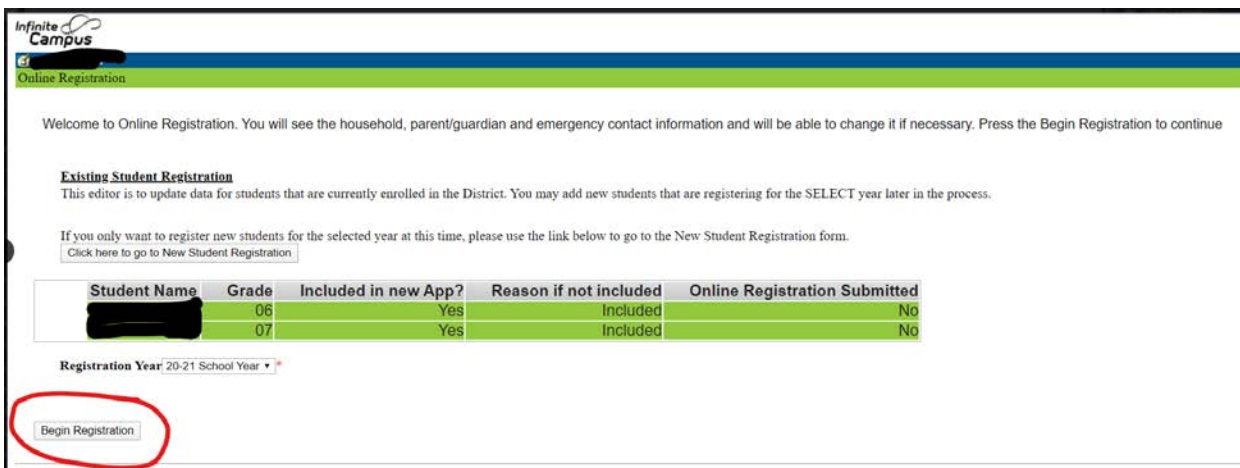 Infinite
Campus
Online Registration
Welcome to Online Registration. You will see the household, parent/guardian and emergency contact information and will be able to change it if necessary. Press the Begin Registration to continue
Existing Student Registration
This editor is to update data for students that are currently enrolled in the District. You may add new students that are registering for the SELECT year later in the process.
If you only want to register new students for the selected year at this time, please use the link below to go to the New Student Registration form.
Click here to go to New Student Registration
Student Name Grade Included in new App? Reason if not included Online Registration Submitted
06 Yes Included No
07 Yes Included No
Registration Year 20-21 School Year *
Begin Registration